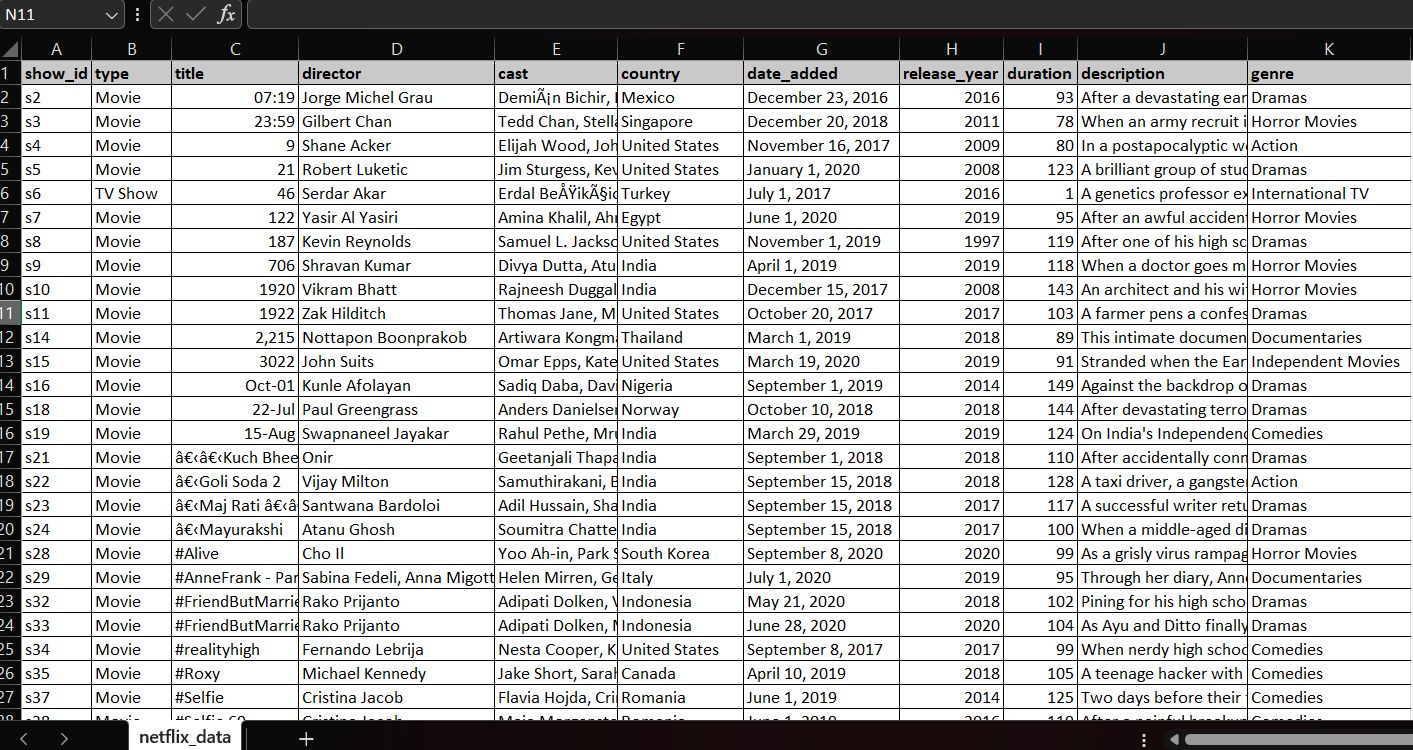 N11 fx
A B C D E F G H I J K
1 show_id type title director cast country date_added release_year duration description genre
2 s2 Movie 07:19 Jorge Michel Grau DemiÃ¡n Bichir, Mexico December 23, 2016 2016 93 After a devastating ear Dramas
3 s3 Movie 23:59 Gilbert Chan Tedd Chan, Stella Singapore December 20, 2018 2011 78 When an army recruit i Horror Movies
4 s4 Movie 9 Shane Acker Elijah Wood, Joh United States November 16, 2017 2009 80 In a postapocalyptic wo Action
5 s5 Movie 21 Robert Luketic Jim Sturgess, Kev United States January 1, 2020 2008 123 A brilliant group of stud Dramas
6 s6 TV Show 46 Serdar Akar Erdal BeÅŸikÃ§ic Turkey July 1, 2017 2016 1 A genetics professor ex International TV
7 s7 Movie 122 Yasir Al Yasiri Amina Khalil, Ahr Egypt June 1, 2020 2019 95 After an awful accident Horror Movies
8 s8 Movie 187 Kevin Reynolds Samuel L. Jackso United States November 1, 2019 1997 119 After one of his high sc Dramas
9 s9 Movie 706 Shravan Kumar Divya Dutta, Atu India April 1, 2019 2019 118 When a doctor goes m Horror Movies
10 s10 Movie 1920 Vikram Bhatt Rajneesh Duggal India December 15, 2017 2008 143 An architect and his wi Horror Movies
11 s11 Movie 1922 Zak Hilditch Thomas Jane, M United States October 20, 2017 2017 103 A farmer pens a confes Dramas
12 s14 Movie 2,215 Nottapon Boonprakob Artiwara Kongma Thailand March 1, 2019 2018 89 This intimate documen Documentaries
13 s15 Movie 3022 John Suits Omar Epps, Kate United States March 19, 2020 2019 91 Stranded when the Ear Independent Movies
14 s16 Movie Oct-01 Kunle Afolayan Sadiq Daba, Davi Nigeria September 1, 2019 2014 149 Against the backdrop o Dramas
15 s18 Movie 22-Jul Paul Greengrass Anders Danielsen Norway October 10, 2018 2018 144 After devastating terro Dramas
16 s19 Movie 15-Aug Swapnaneel Jayakar Rahul Pethe, Mru India March 29, 2019 2019 124 On India's Independenc Comedies
17 s21 Movie â€‹â€‹Kuch Bhee Onir Geetanjali Thapa India September 1, 2018 2018 110 After accidentally conn Dramas
18 s22 Movie â€‹Goli Soda 2 Vijay Milton Samuthirakani, B India September 15, 2018 2018 128 A taxi driver, a gangste Action
19 s23 Movie â€‹Maj Rati â€‹â Santwana Bardoloi Adil Hussain, Sha India September 15, 2018 2017 117 A successful writer retu Dramas
20 s24 Movie â€‹Mayurakshi Atanu Ghosh Soumitra Chatte India September 15, 2018 2017 100 When a middle-aged di Dramas
21 s28 Movie #Alive Cho Il Yoo Ah-in, Park S South Korea September 8, 2020 2020 99 As a grisly virus rampag Horror Movies
22 s29 Movie #AnneFrank - Par Sabina Fedeli, Anna Migott Helen Mirren, Ge Italy July 1, 2020 2019 95 Through her diary, Ann Documentaries
23 s32 Movie #FriendButMarrie Rako Prijanto Adipati Dolken, V Indonesia May 21, 2020 2018 102 Pining for his high scho Dramas
24 s33 Movie #FriendButMarrie Rako Prijanto Adipati Dolken, M Indonesia June 28, 2020 2020 104 As Ayu and Ditto finally Dramas
25 s34 Movie #realityhigh Fernando Lebrija Nesta Cooper, K United States September 8, 2017 2017 99 When nerdy high schoo Comedies
26 s35 Movie #Roxy Michael Kennedy Jake Short, Sarah Canada April 10, 2019 2018 105 A teenage hacker with Comedies
27 s37 Movie #Selfie Cristina Jacob Flavia Hojda, Crin Romania June 1, 2019 2014 125 Two days before their Comedies
netflix_data